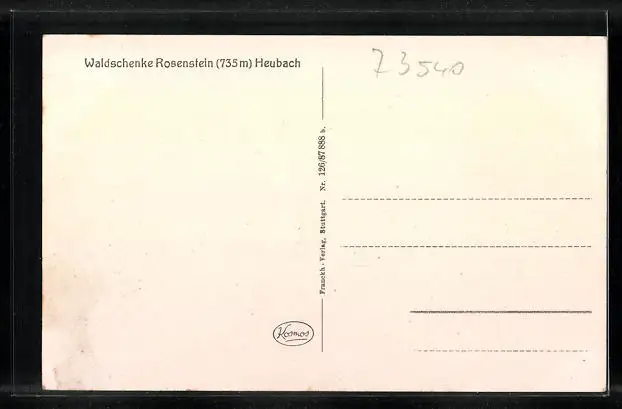 Waldschenke Rosenstein (735 m) Heubach
73540
Franckh-Verlag, Stuttgart. Nr. 126/87888 b.
Kosmos